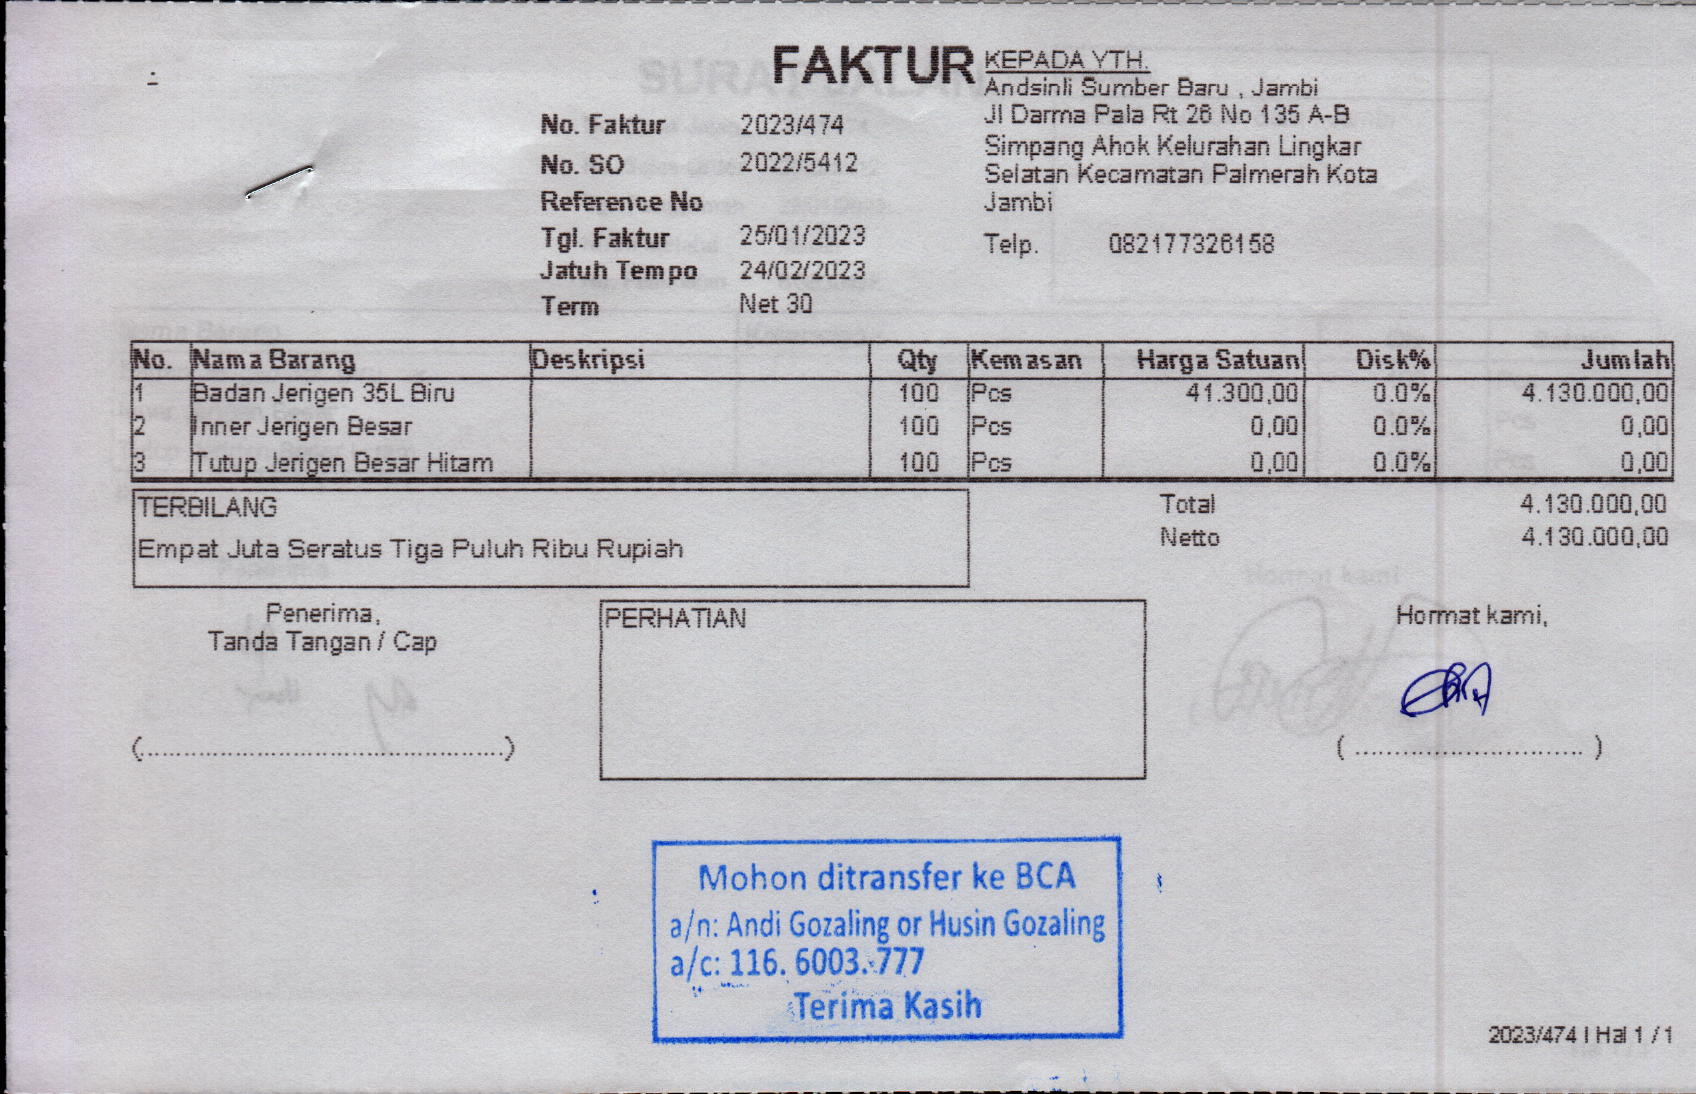 FAKTUR
KEPADA YTH.
Andsinli Sumber Baru , Jambi
Jl Darma Pala Rt 26 No 135 A-B
Simpang Ahok Kelurahan Lingkar
Selatan Kecamatan Palmerah Kota
Jambi
Telp. 082177326158
No. Faktur 2023/474
No. SO 2022/5412
Reference No
Tgl. Faktur 25/01/2023
Jatuh Tempo 24/02/2023
Term Net 30
No. Nama Barang Deskripsi Qty Kemasan Harga Satuan Disk% Jumlah
1 Badan Jerigen 35L Biru 100 Pcs 41.300,00 0.0% 4.130.000,00
2 Inner Jerigen Besar 100 Pcs 0,00 0.0% 0,00
3 Tutup Jerigen Besar Hitam 100 Pcs 0,00 0.0% 0,00
TERBILANG
Empat Juta Seratus Tiga Puluh Ribu Rupiah
Total 4.130.000,00
Netto 4.130.000,00
Penerima,
Tanda Tangan / Cap
(..............................................)
PERHATIAN
Hormat kami,
( ............................ )
Mohon ditransfer ke BCA
a/n: Andi Gozaling or Husin Gozaling
a/c: 116. 6003. 777
Terima Kasih
2023/474 | Hal 1 / 1